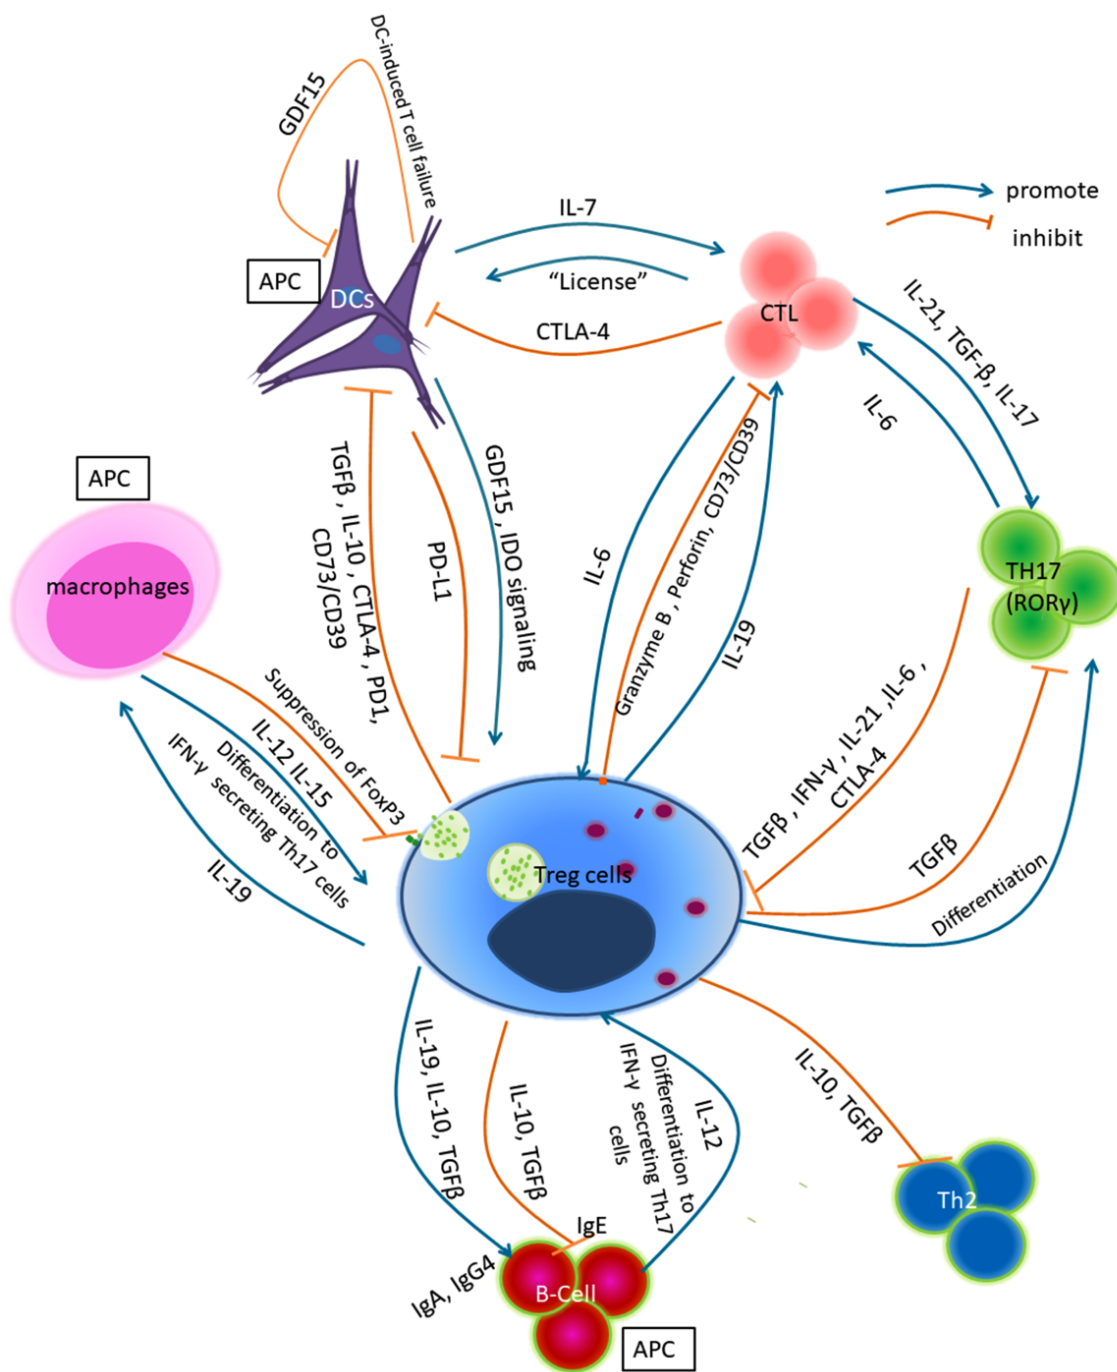 DC-induced T cell failure
GDF15
IL-7
promote
inhibit
APC
DCs
"License"
CTL
CTLA-4
IL-21, TGF-β, IL-17
IL-6
APC
macrophages
TGFβ , IL-10 , CTLA-4 , PD1,
CD73/CD39
PD-L1
GDF15 , IDO signaling
IL-6
Granzyme B , Perforin, CD73/CD39
IL-19
TH17
(RORγ)
Suppression of FoxP3
IL-12 IL-15
Differentiation to
IFN-γ secreting Th17 cells
IL-19
TGFβ , IFN-γ, IL-21 ,IL-6 ,
CTLA-4
TGFβ
Differentiation
Treg cells
IL-19, IL-10, TGFβ
IL-10, TGFβ
IL-12
Differentiation to
IFN-γ secreting Th17
cells
IL-10, TGFβ
Th2
IgE
IgA, IgG4
B-Cell
APC